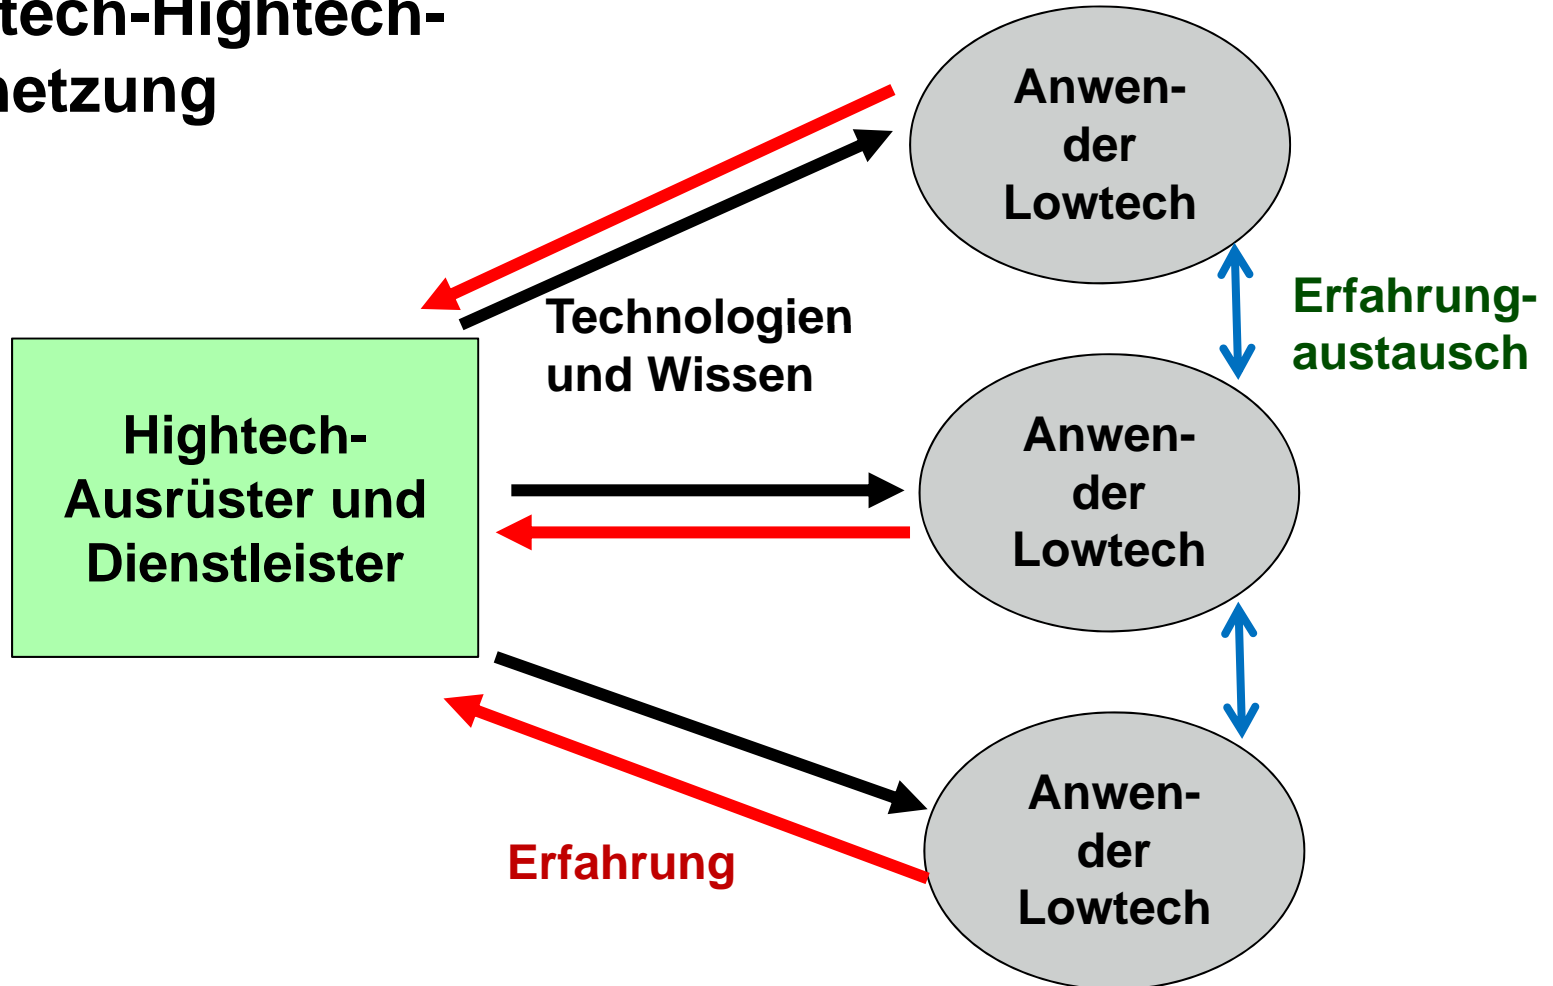 tech-Hightech-
netzung
Anwen-
der
Lowtech
Technologien
und Wissen
Erfahrung-
austausch
Hightech-
Ausrüster und
Dienstleister
Anwen-
der
Lowtech
Erfahrung
Anwen-
der
Lowtech